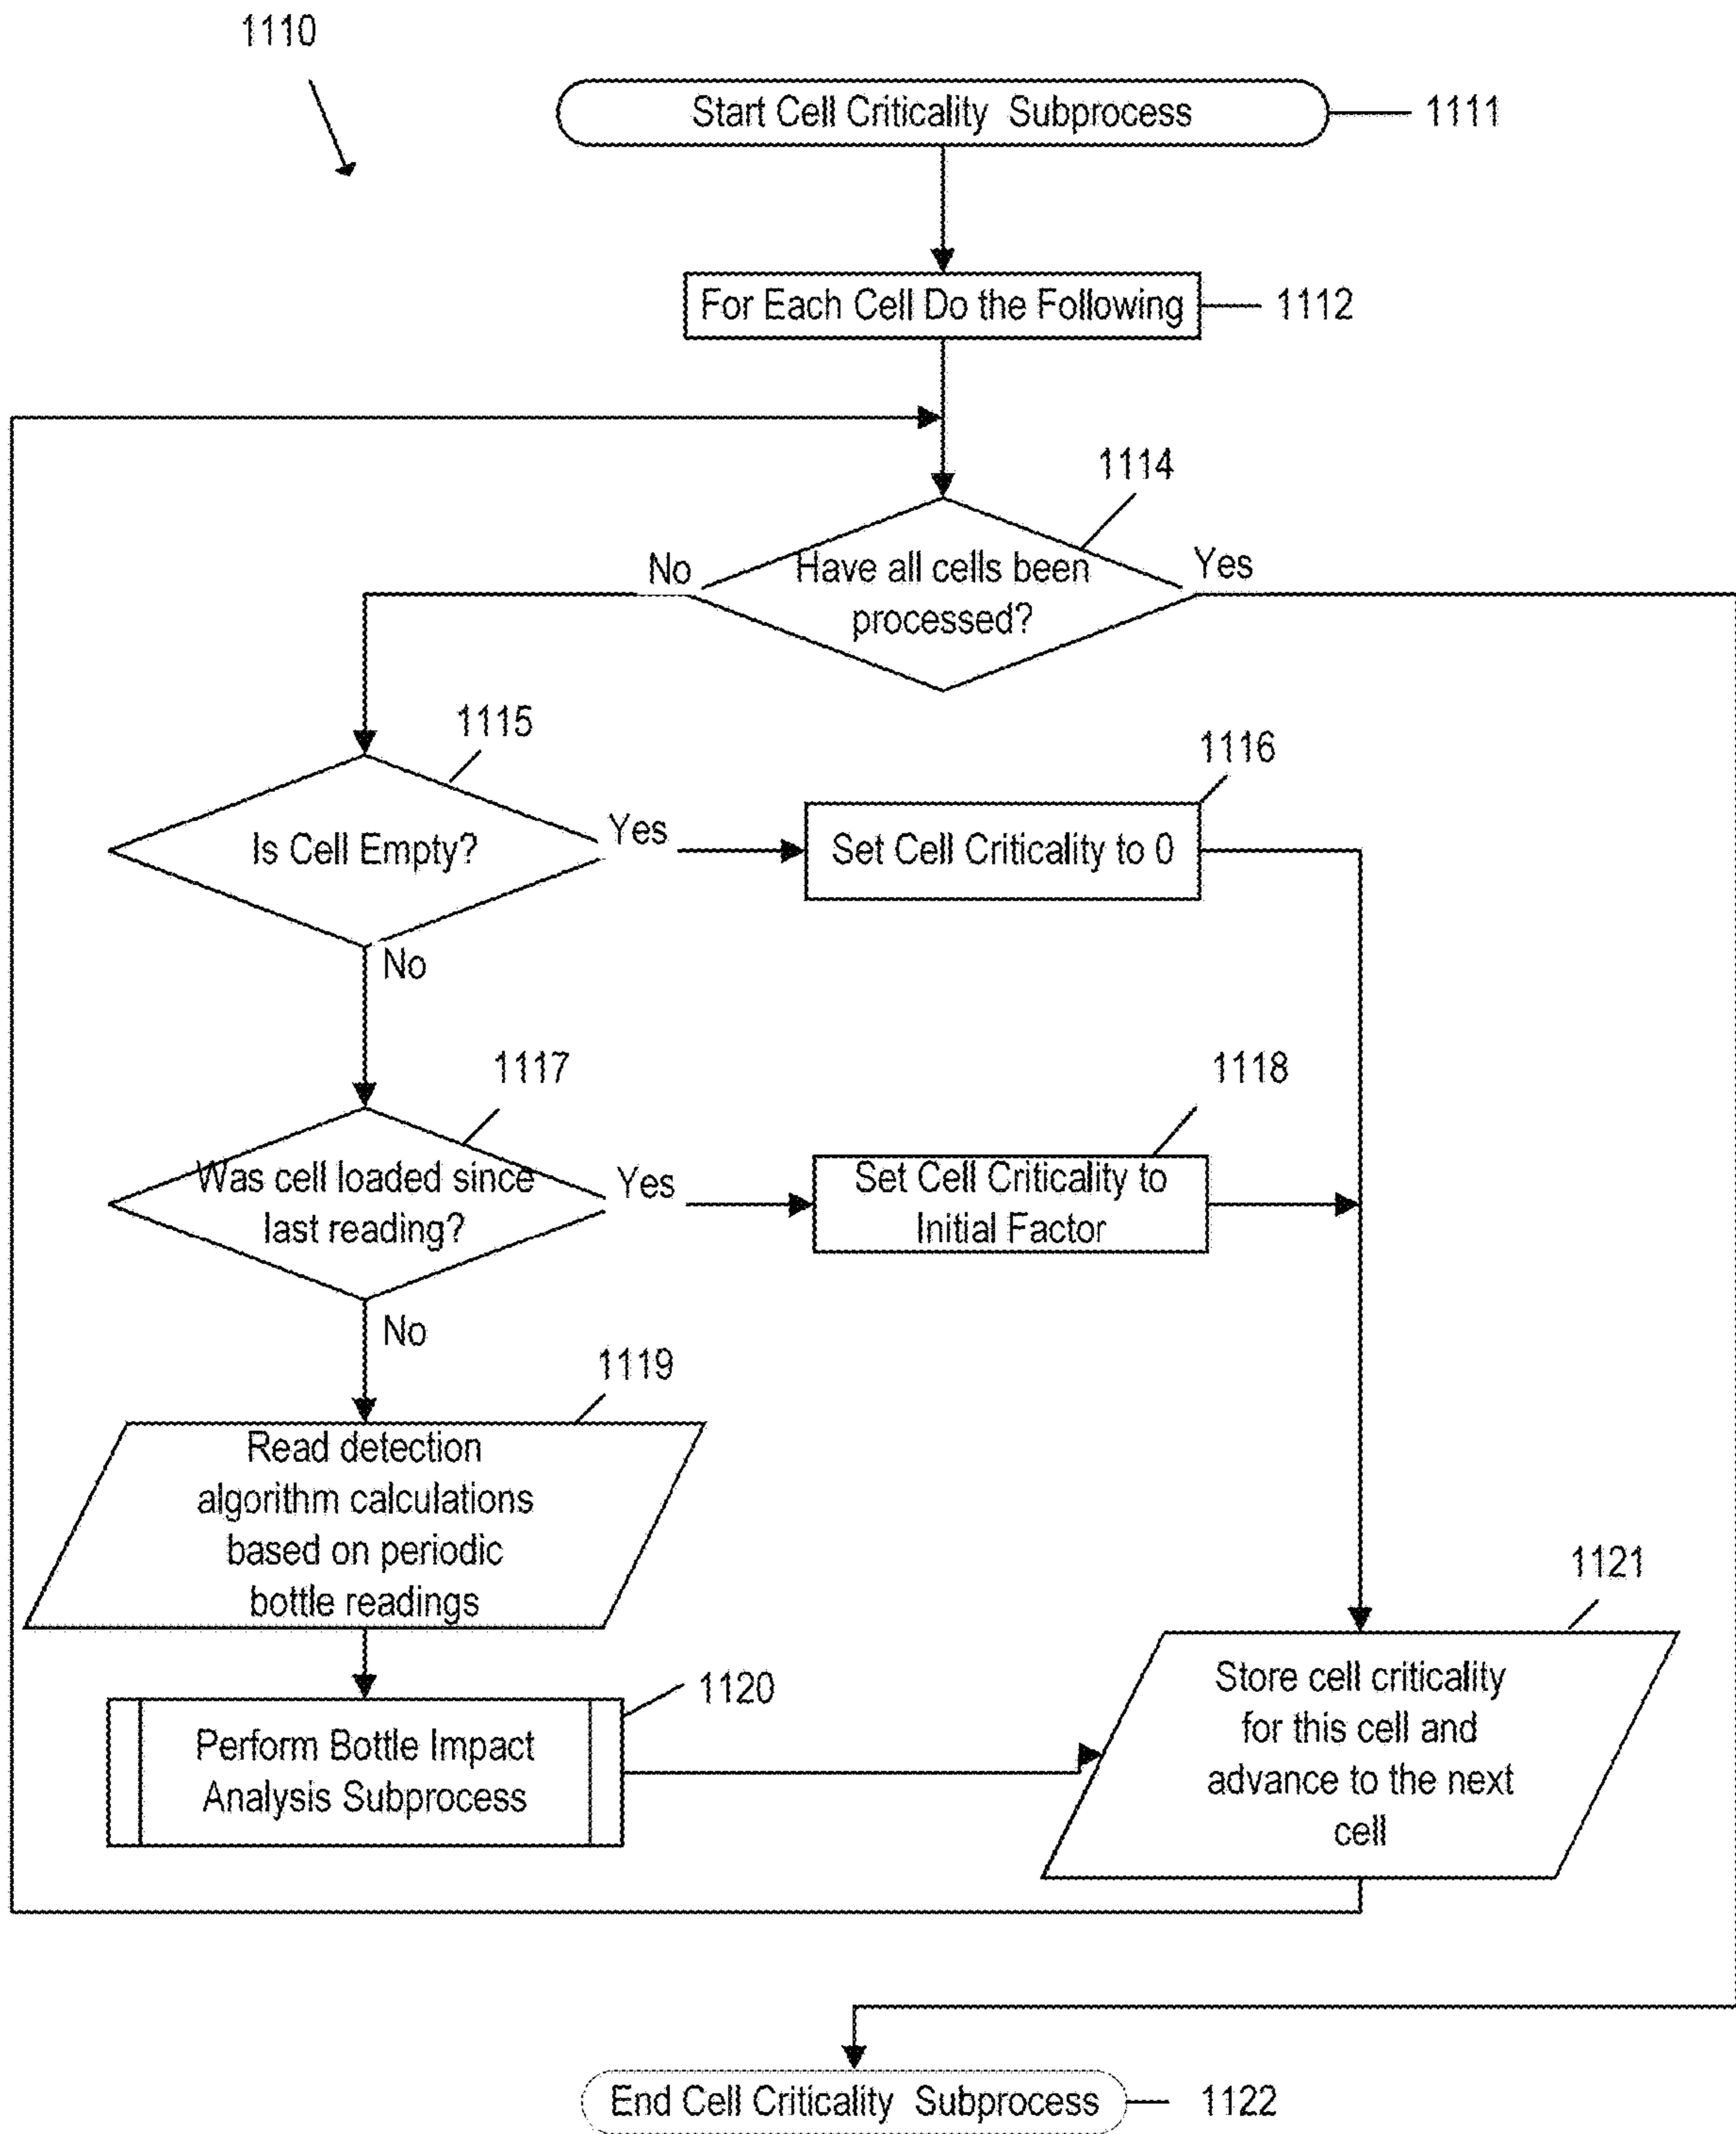 1110
Start Cell Criticality Subprocess
1111
For Each Cell Do the Following
1112
1114
No
Have all cells been
processed?
Yes
1115
Is Cell Empty?
Yes
1116
Set Cell Criticality to 0
No
1117
Was cell loaded since
last reading?
Yes
1118
Set Cell Criticality to
Initial Factor
No
1119
Read detection
algorithm calculations
based on periodic
bottle readings
1120
Perform Bottle Impact
Analysis Subprocess
1121
Store cell criticality
for this cell and
advance to the next
cell
End Cell Criticality Subprocess
1122